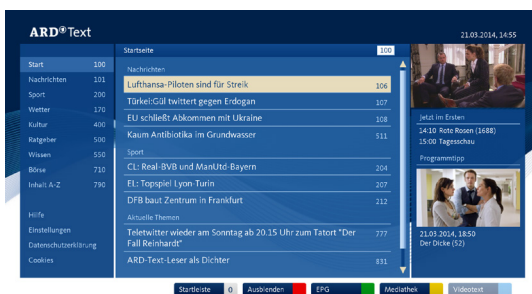 ARD Text
21.03.2014, 14:55
Startseite 100
Start 100
Nachrichten 101
Sport 200
Wetter 170
Kultur 400
Ratgeber 500
Wissen 550
Börse 710
Inhalt A-Z 790
Hilfe
Einstellungen
Datenschutzerklärung
Cookies
Nachrichten
Lufthansa-Piloten sind für Streik 106
Türkei:Gül twittert gegen Erdogan 107
EU schließt Abkommen mit Ukraine 108
Kaum Antibiotika im Grundwasser 511
Sport
CL: Real-BVB und ManUtd-Bayern 204
EL: Topspiel Lyon-Turin 207
DFB baut Zentrum in Frankfurt 212
Aktuelle Themen
Teletwitter wieder am Sonntag ab 20.15 Uhr zum Tatort "Der 777
Fall Reinhardt"
ARD-Text-Leser als Dichter 831
Jetzt im Ersten
14:10 Rote Rosen (1688)
15:00 Tagesschau
Programmtipp
21.03.2014, 18:50
Der Dicke (52)
Startleiste 0 Ausblenden EPG Mediathek Videotext